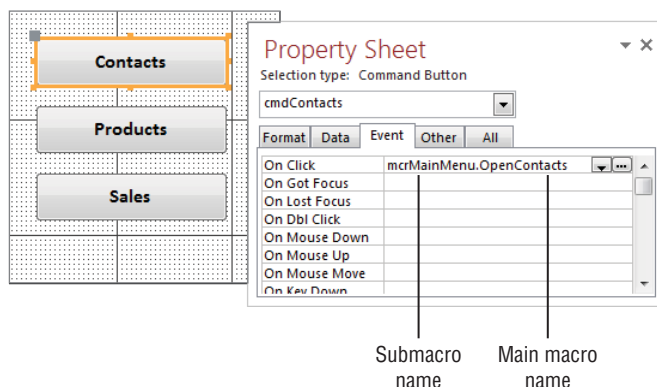 Contacts
Products
Sales
Property Sheet
Selection type: Command Button
cmdContacts
Format Data Event Other All
On Click mcrMainMenu.OpenContacts
On Got Focus
On Lost Focus
On Dbl Click
On Mouse Down
On Mouse Up
On Mouse Move
On Key Down
Submacro
name
Main macro
name